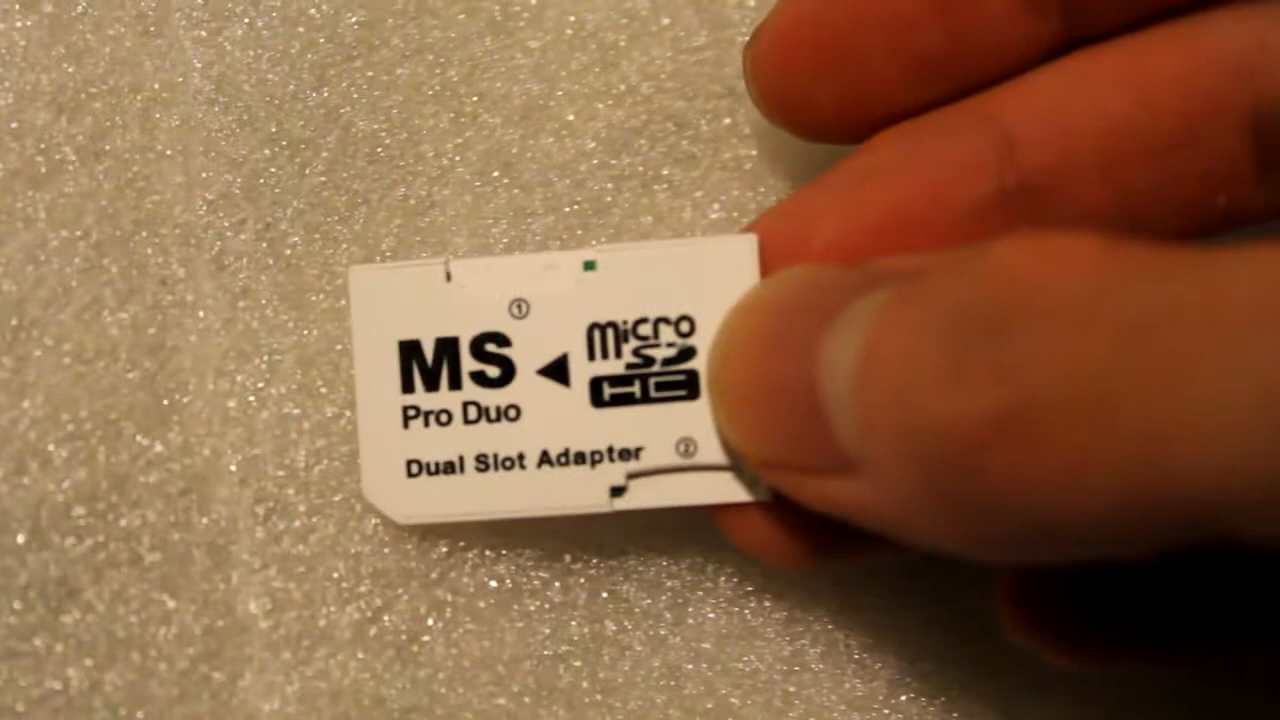 ①
MS ◀ micro
SD
HC
Pro Duo
Dual Slot Adapter ②